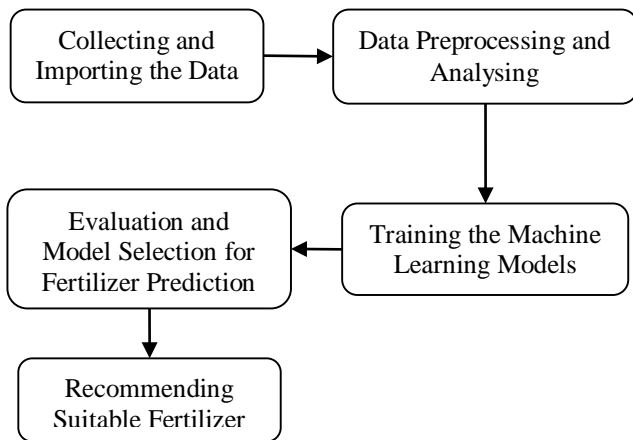 Collecting and
Importing the Data
Data Preprocessing and
Analysing
Training the Machine
Learning Models
Evaluation and
Model Selection for
Fertilizer Prediction
Recommending
Suitable Fertilizer